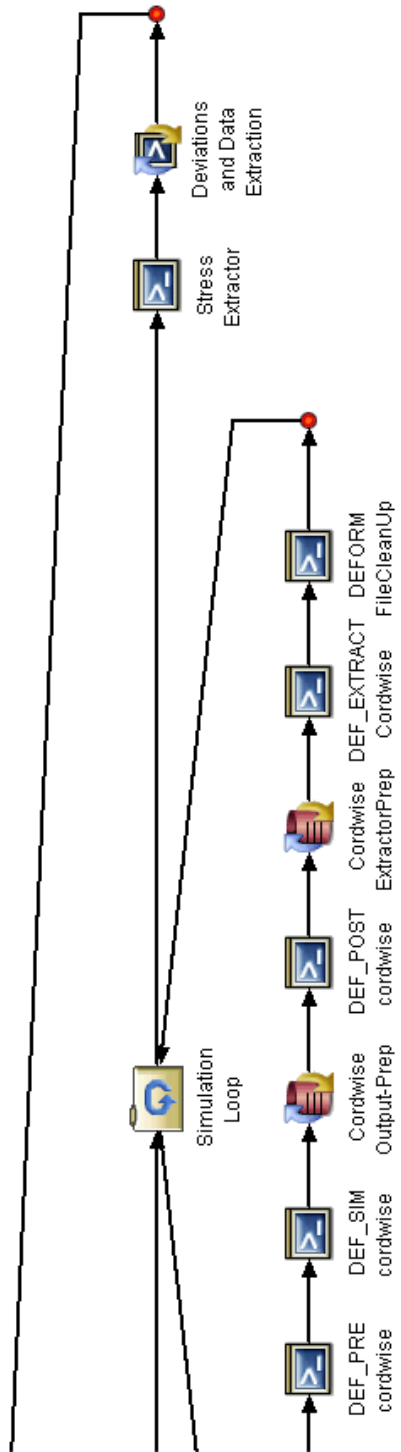 Simulation
Loop
Stress
Extractor
Deviations
and Data
Extraction
DEF_PRE
cordwise
DEF_SIM
cordwise
Cordwise
Output-Prep
DEF_POST
cordwise
Cordwise
ExtractorPrep
DEF_EXTRACT
Cordwise
DEFORM
FileCleanUp